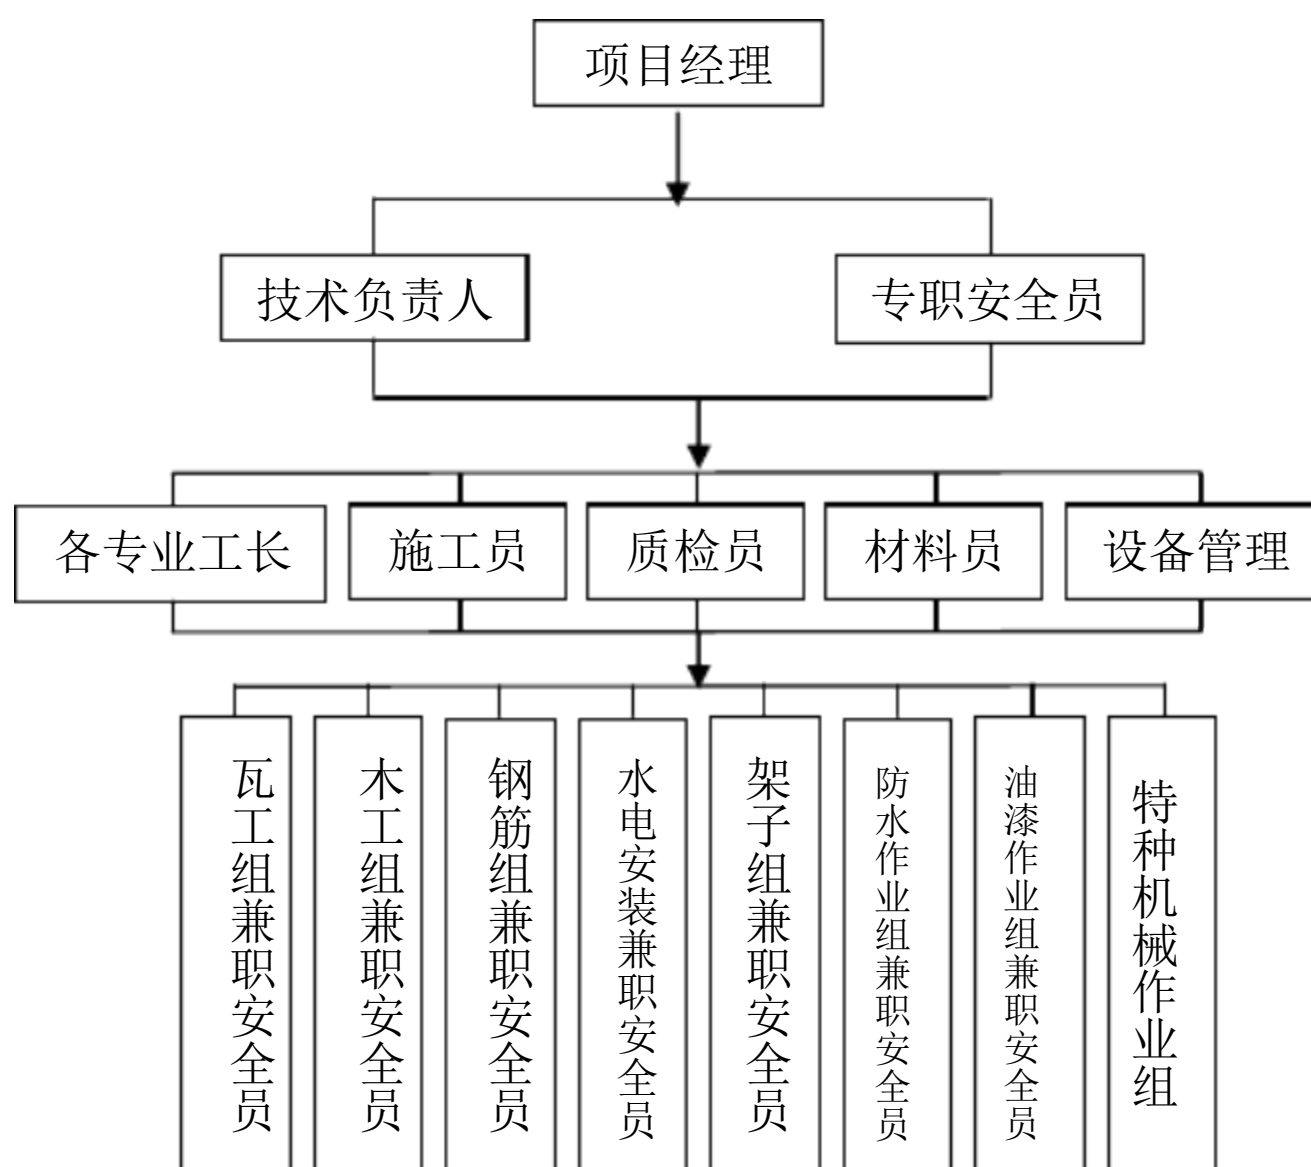 项目经理
技术负责人
专职安全员
各专业工长
施工员
质检员
材料员
设备管理
瓦工组兼职安全员
木工组兼职安全员
钢筋组兼职安全员
水电安装兼职安全员
架子组兼职安全员
防水作业组兼职安全员
油漆作业组兼职安全员
特种机械作业组